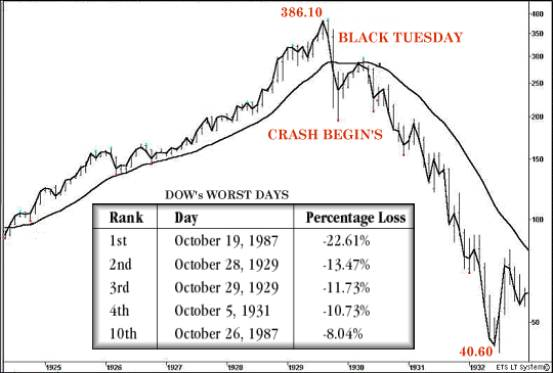 386.10
BLACK TUESDAY
CRASH BEGIN'S
DOW's WORST DAYS
Rank Day Percentage Loss
1st October 19, 1987 -22.61%
2nd October 28, 1929 -13.47%
3rd October 29, 1929 -11.73%
4th October 5, 1931 -10.73%
10th October 26, 1987 -8.04%
40.60
400
350
300
250
200
150
100
50
ETS LT System©
1925 1926 1927 1928 1929 1930 1931 1932